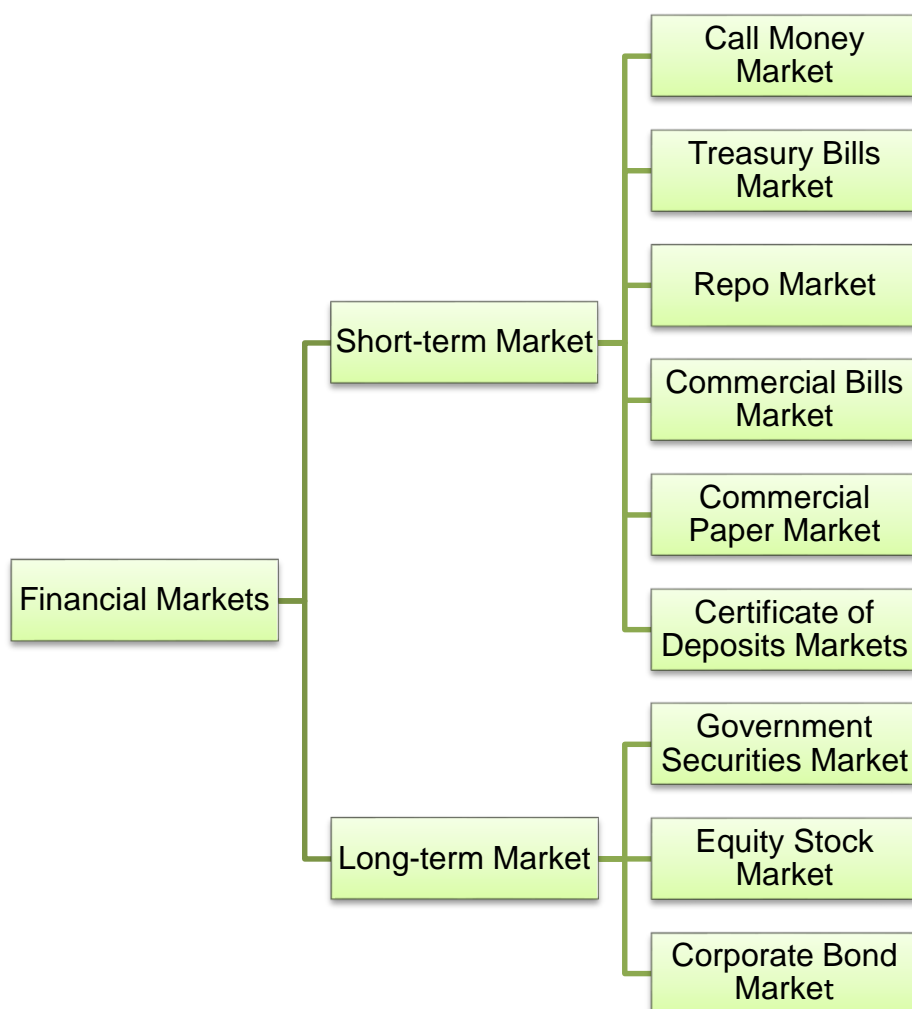 Call Money
Market
Treasury Bills
Market
Repo Market
Short-term Market
Commercial Bills
Market
Commercial
Paper Market
Financial Markets
Certificate of
Deposits Markets
Government
Securities Market
Long-term Market
Equity Stock
Market
Corporate Bond
Market